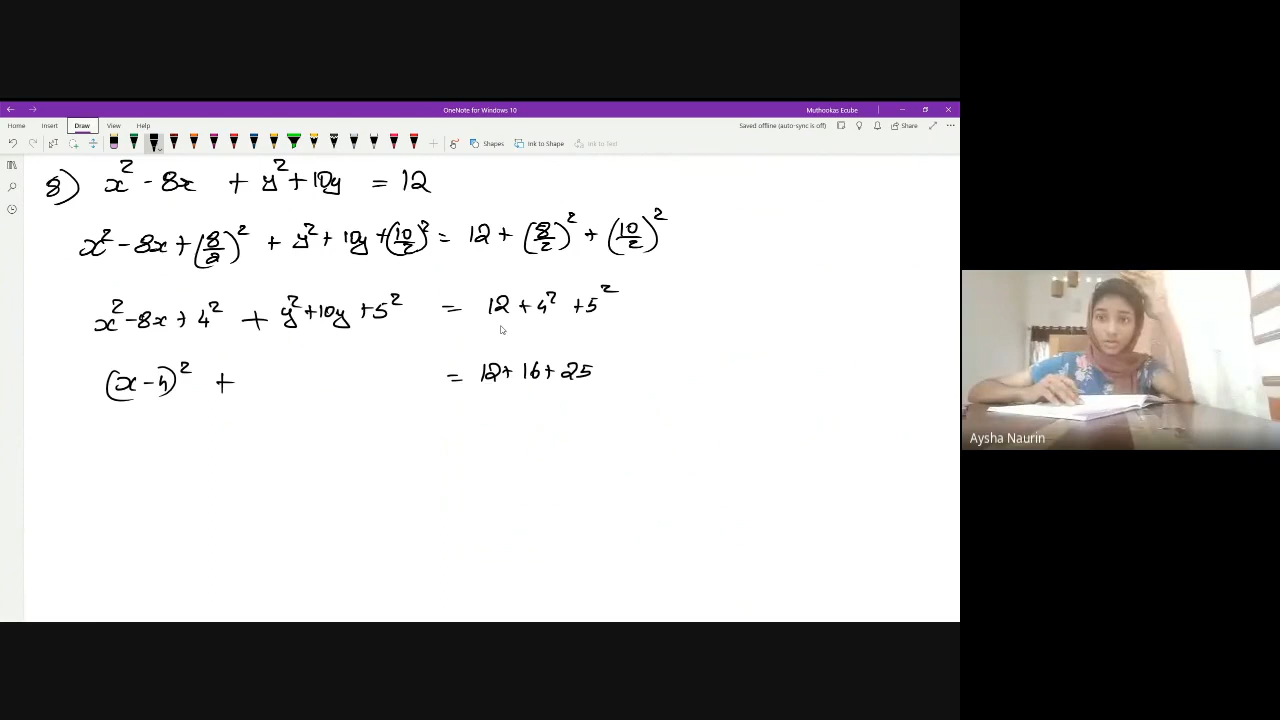 OneNote for Windows 10
Muthookas Ecube
Home Insert Draw View Help
Saved offline (auto-sync is off) Share
Shapes Ink to Shape Ink to Text
8) x² - 8x + y² + 10y = 12
x² - 8x + (8/2)² + y² + 10y + (10/2)² = 12 + (8/2)² + (10/2)²
x² - 8x + 4² + y² + 10y + 5² = 12 + 4² + 5²
(x - 4)² + = 12 + 16 + 25
Aysha Naurin